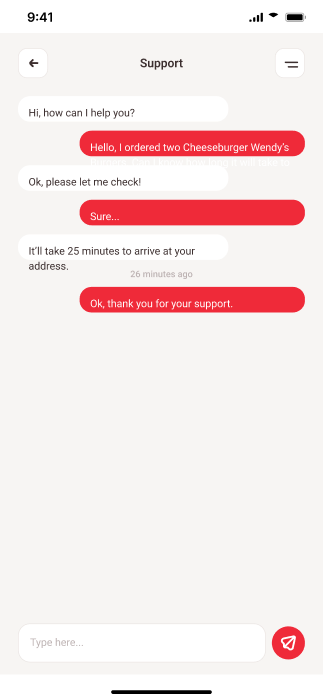 9:41
Support
Hi, how can I help you?
Hello, I ordered two Cheeseburger Wendy's
Ok, please let me check!
Sure...
It'll take 25 minutes to arrive at your
address.
26 minutes ago
Ok, thank you for your support.
Type here...